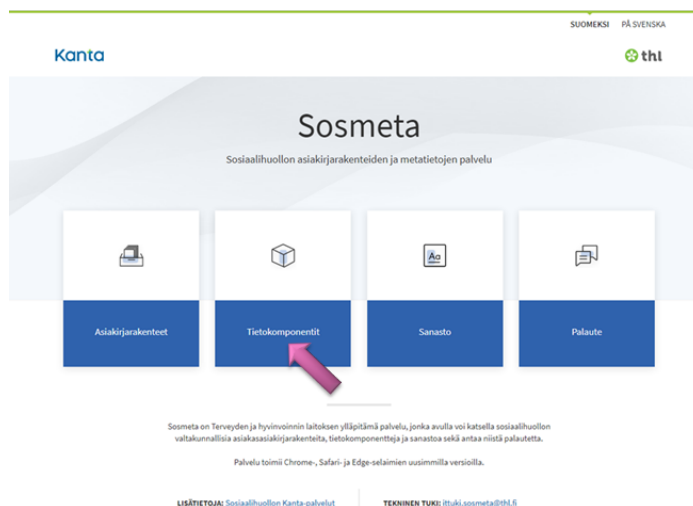 SUOMEKSI PÅ SVENSKA
Kanta
thl
Sosmeta
Sosiaalihuollon asiakirjarakenteiden ja metatietojen palvelu
Aa
Asiakirjarakenteet
Tietokomponentit
Sanasto
Palaute
Sosmeta on Terveyden ja hyvinvoinnin laitoksen ylläpitämä palvelu, jonka avulla voi katsella sosiaalihuollon
valtakunnallisia asiakasasiakirjarakenteita, tietokomponentteja ja sanastoa sekä antaa niistä palautetta.
Palvelu toimii Chrome-, Safari- ja Edge-selaimien uusimmilla versioilla.
LISÄTIETOJA: Sosiaalihuollon Kanta-palvelut
TEKNINEN TUKI: ittuki.sosmeta@thl.fi